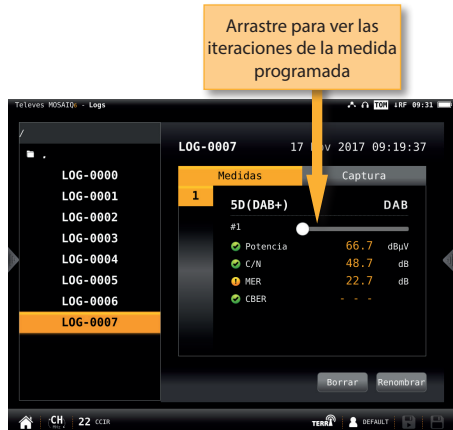 Arrastre para ver las
iteraciones de la medida
programada
Televes MOSAIQ6 - Logs
TOM ↓RF 09:31
/
.
LOG-0000
LOG-0001
LOG-0002
LOG-0003
LOG-0004
LOG-0005
LOG-0006
LOG-0007
LOG-0007 17 ov 2017 09:19:37
Medidas Captura
1
5D(DAB+) DAB
#1
Potencia 66.7 dBµV
C/N 48.7 dB
MER 22.7 dB
CBER - - -
Borrar Renombrar
CH 22 CCIR
TERR DEFAULT